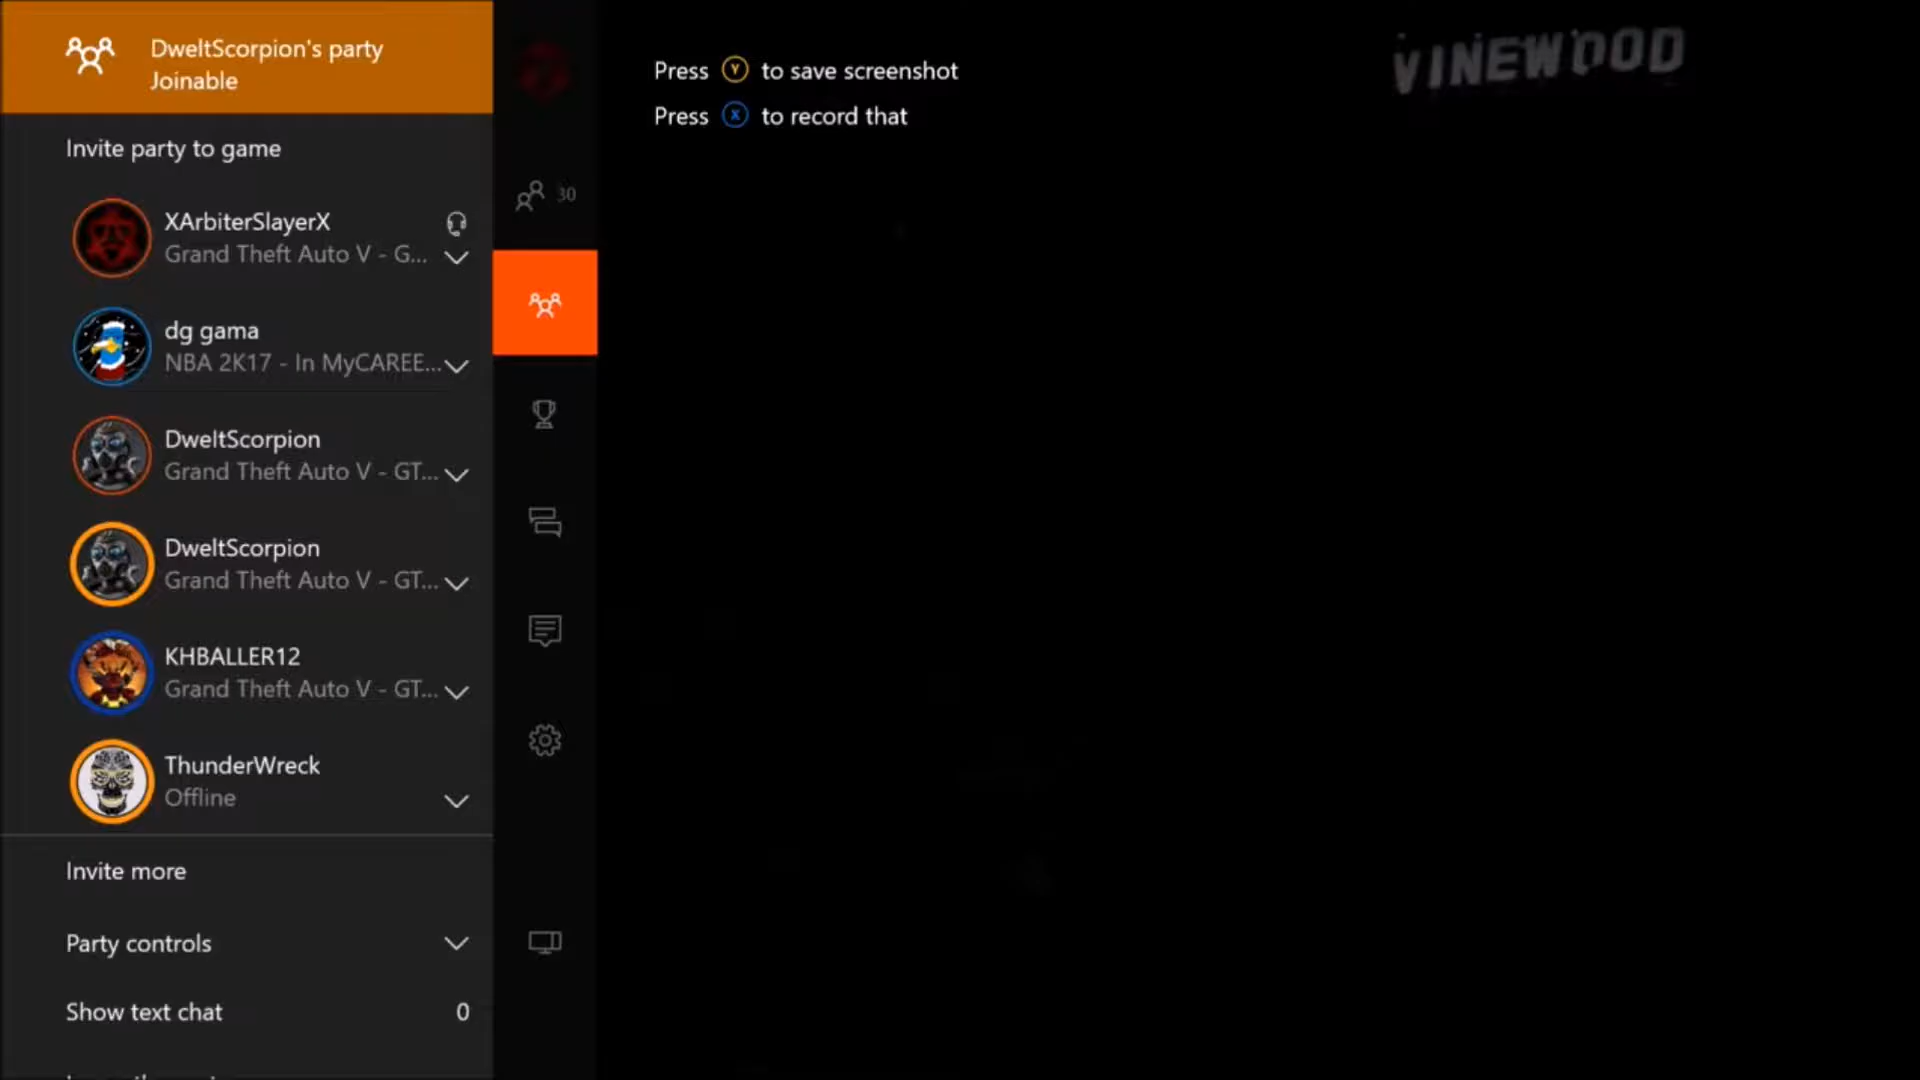 DweltScorpion's party
Joinable
Invite party to game
XArbiterSlayerX
Grand Theft Auto V - G...
dg gama
NBA 2K17 - In MyCAREE...
DweltScorpion
Grand Theft Auto V - GT...
DweltScorpion
Grand Theft Auto V - GT...
KHBALLER12
Grand Theft Auto V - GT...
ThunderWreck
Offline
Invite more
Party controls
Show text chat 0
30
Press Y to save screenshot
Press X to record that
VINEWOOD